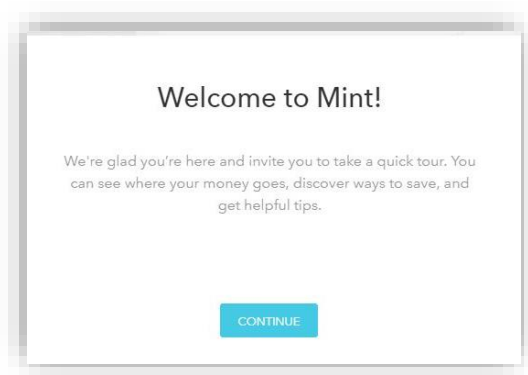 Welcome to Mint!
We're glad you're here and invite you to take a quick tour. You
can see where your money goes, discover ways to save, and
get helpful tips.
CONTINUE